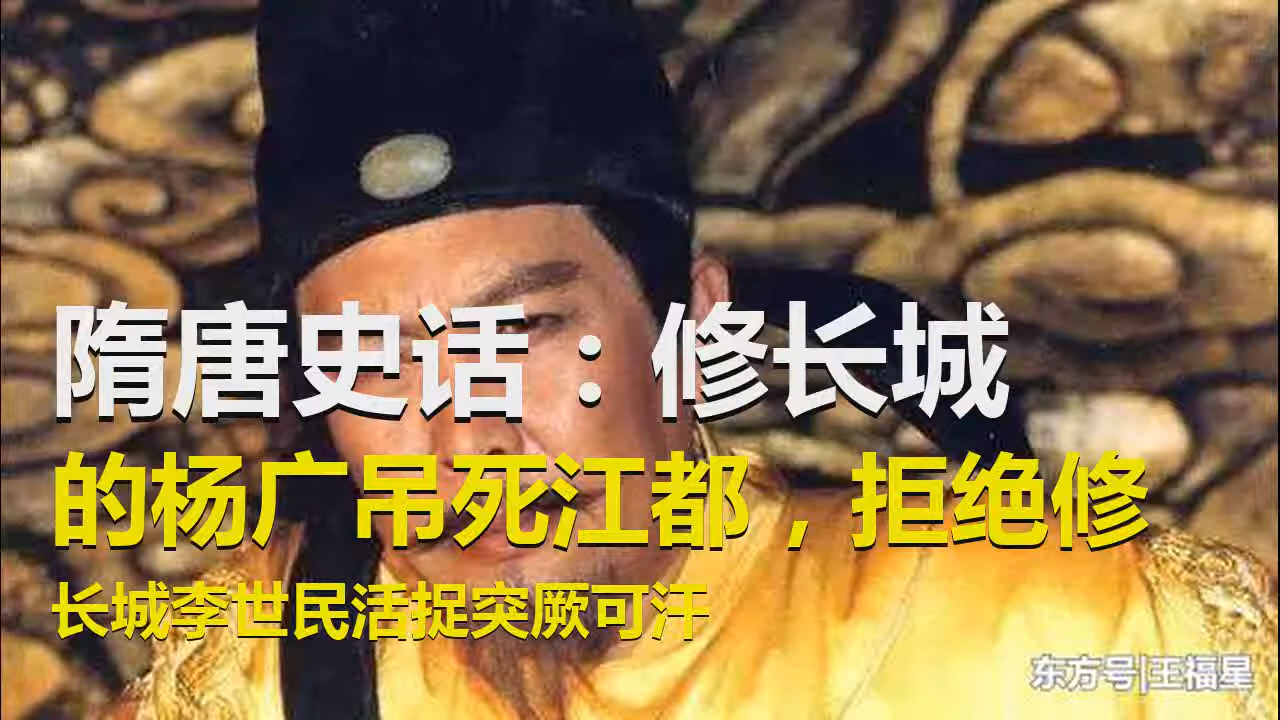 隋唐史话：修长城
的杨广吊死江都，拒绝修
长城李世民活捉突厥可汗
东方号|王福星